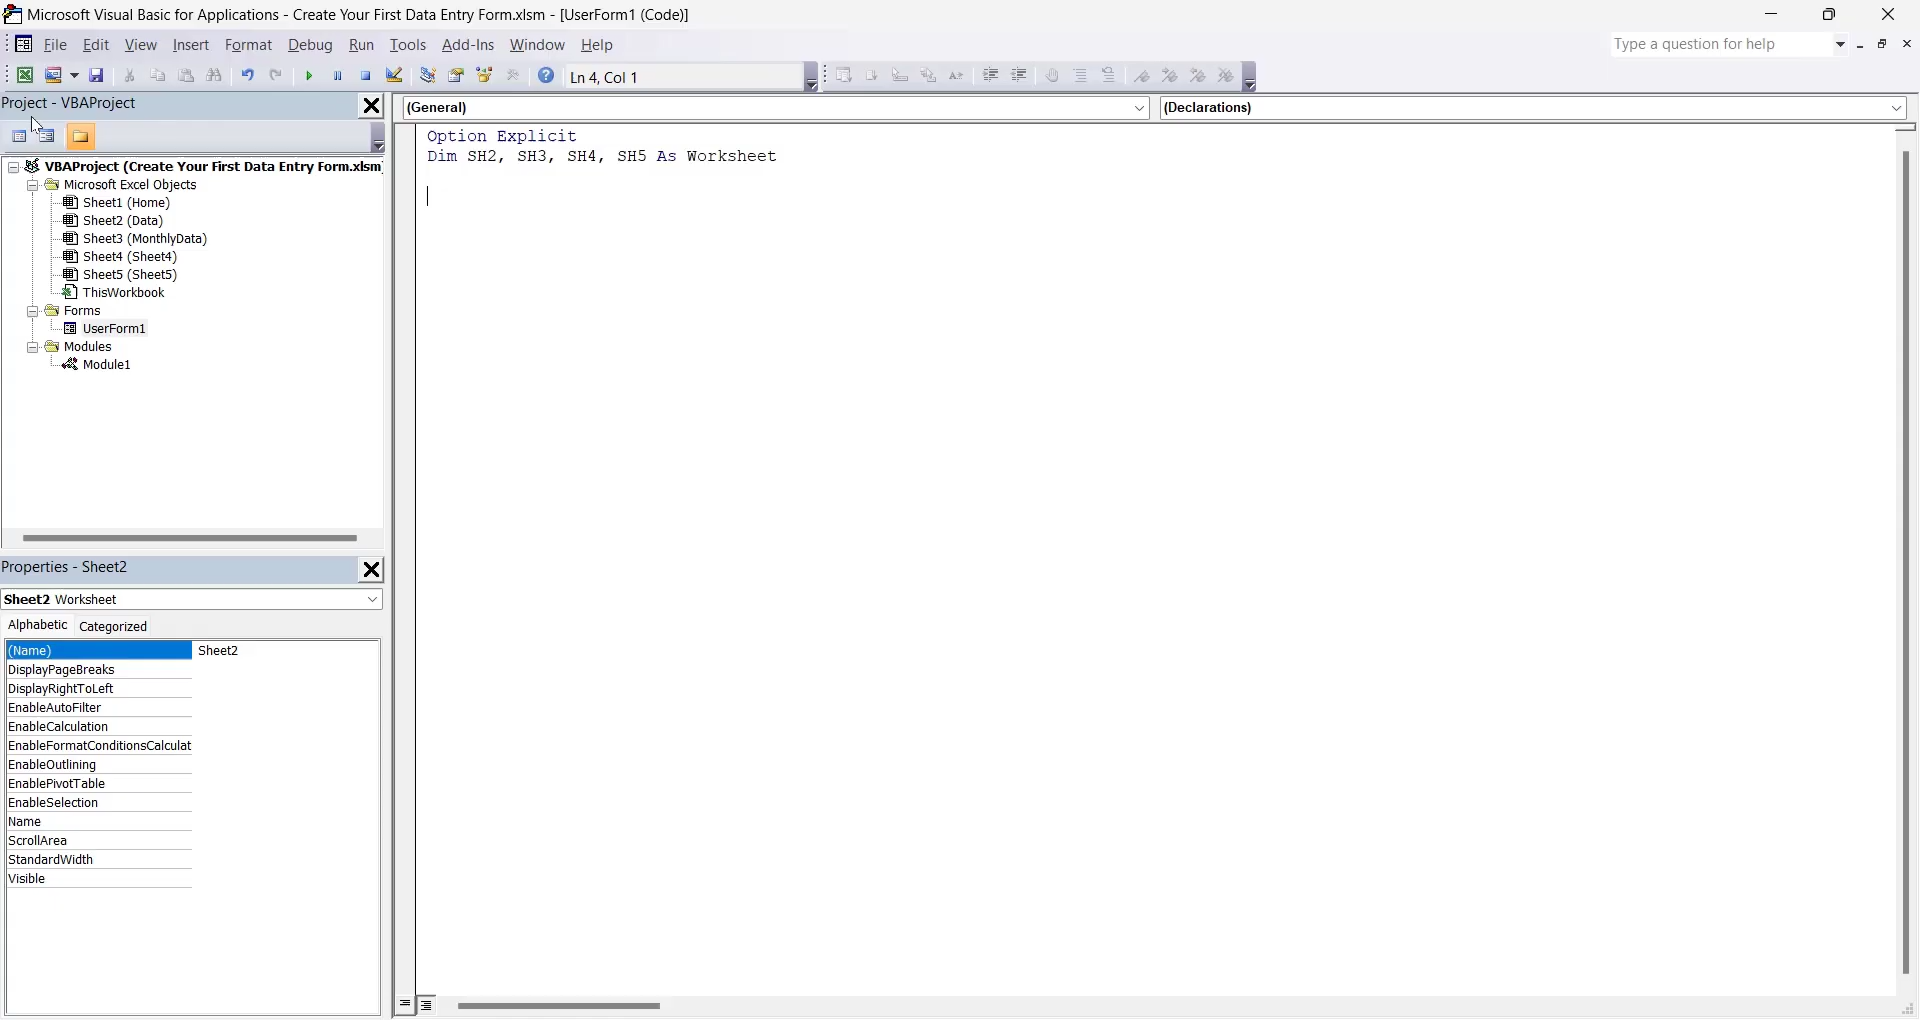 Microsoft Visual Basic for Applications - Create Your First Data Entry Form.xlsm - [UserForm1 (Code)]
File Edit View Insert Format Debug Run Tools Add-Ins Window Help
Type a question for help
Ln 4, Col 1
Project - VBAProject
VBAProject (Create Your First Data Entry Form.xlsm
Microsoft Excel Objects
Sheet1 (Home)
Sheet2 (Data)
Sheet3 (MonthlyData)
Sheet4 (Sheet4)
Sheet5 (Sheet5)
ThisWorkbook
Forms
UserForm1
Modules
Module1
Properties - Sheet2
Sheet2 Worksheet
Alphabetic Categorized
(Name) Sheet2
DisplayPageBreaks
DisplayRightToLeft
EnableAutoFilter
EnableCalculation
EnableFormatConditionsCalculat
EnableOutlining
EnablePivotTable
EnableSelection
Name
ScrollArea
StandardWidth
Visible
(General) (Declarations)
Option Explicit
Dim SH2, SH3, SH4, SH5 As Worksheet